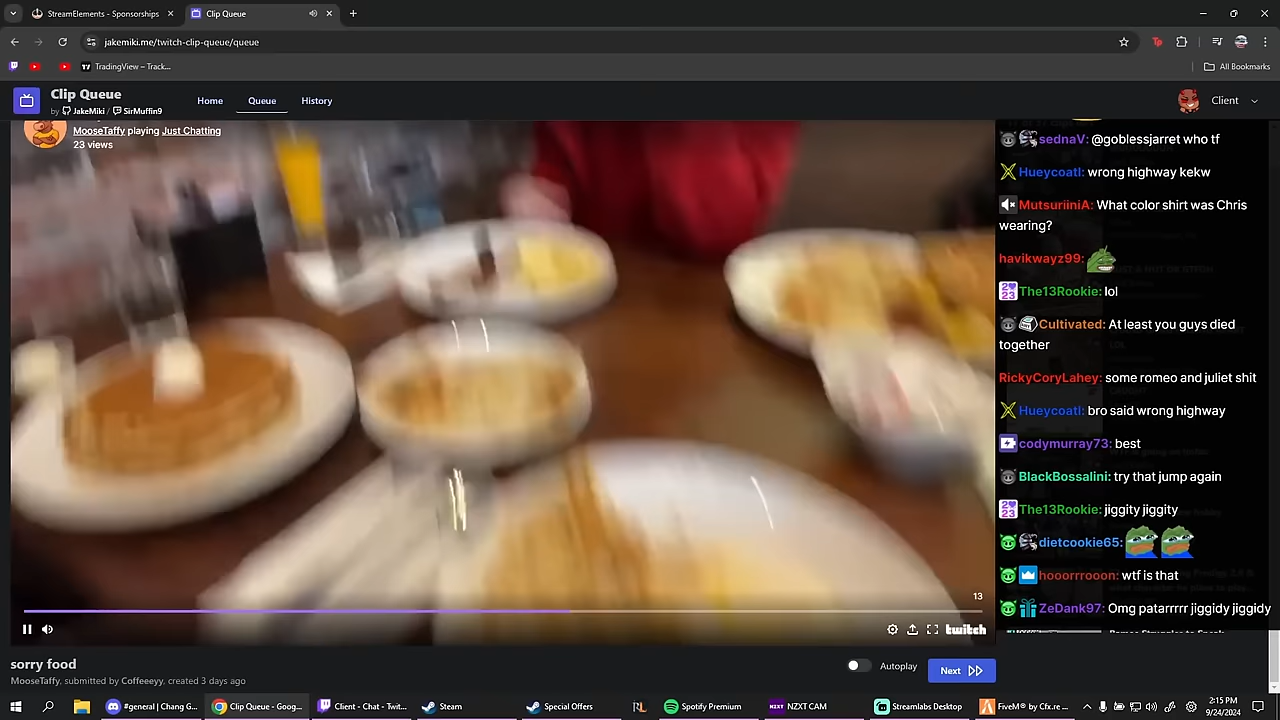 StreamElements - Sponsorships
Clip Queue
jakemiki.me/twitch-clip-queue/queue
TradingView – Track...
All Bookmarks
Clip Queue
by JakeMiki / SirMuffin9
Home
Queue
History
Client
MooseTaffy playing Just Chatting
23 views
sednaV: @goblessjarret who tf
Hueycoatl: wrong highway kekw
MutsuriiniA: What color shirt was Chris
wearing?
havikwayz99:
The13Rookie: lol
Cultivated: At least you guys died
together
RickyCoryLahey: some romeo and juliet shit
Hueycoatl: bro said wrong highway
codymurray73: best
BlackBossalini: try that jump again
The13Rookie: jiggity jiggity
dietcookie65:
hooorrrooon: wtf is that
ZeDank97: Omg patarrrrr jiggidy jiggidy
13
twitch
sorry food
MooseTaffy, submitted by Coffeeeyy, created 3 days ago
Autoplay
Next
#general | Chang G...
Clip Queue - Goog...
Client - Chat - Twit...
Steam
Special Offers
RL
Spotify Premium
NZXT CAM
Streamlabs Desktop
FiveM® by Cfx.re ...
2:15 PM
9/24/2024